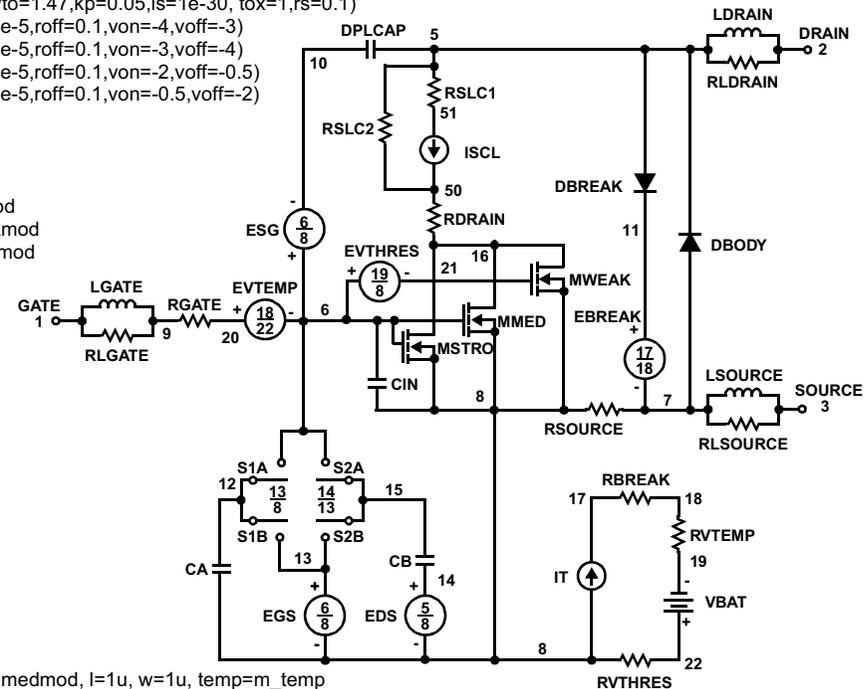 vto=1.47,kp=0.05,is=1e-30, tox=1,rs=0.1)
e-5,roff=0.1,von=-4,voff=-3)
e-5,roff=0.1,von=-3,voff=-4)
e-5,roff=0.1,von=-2,voff=-0.5)
e-5,roff=0.1,von=-0.5,voff=-2)
LDRAIN
DPLCAP 5 DRAIN
10 2
RLDRAIN
RSLC1
51
RSLC2
ISCL
50
DBREAK
RDRAIN
ESG 6 8
-
+
11
DBODY
EVTHRES
16
21
+ 19 8 -
MWEAK
LGATE
EVTEMP
GATE
1
RGATE
+ 18 22 -
6
EBREAK
+
MMED
9
20
MSTRO
RLGATE
17 18
-
LSOURCE
SOURCE
CIN
8
7
3
RSOURCE
RLSOURCE
S1A
S2A
12
13 8
14 13
15
S1B
S2B
RBREAK
17
18
RVTEMP
13
CA
CB
19
+
+ 14
IT
-
VBAT
EGS 6 8
EDS 5 8
+
-
-
8
22
RVTHRES
medmod, l=1u, w=1u, temp=m_temp